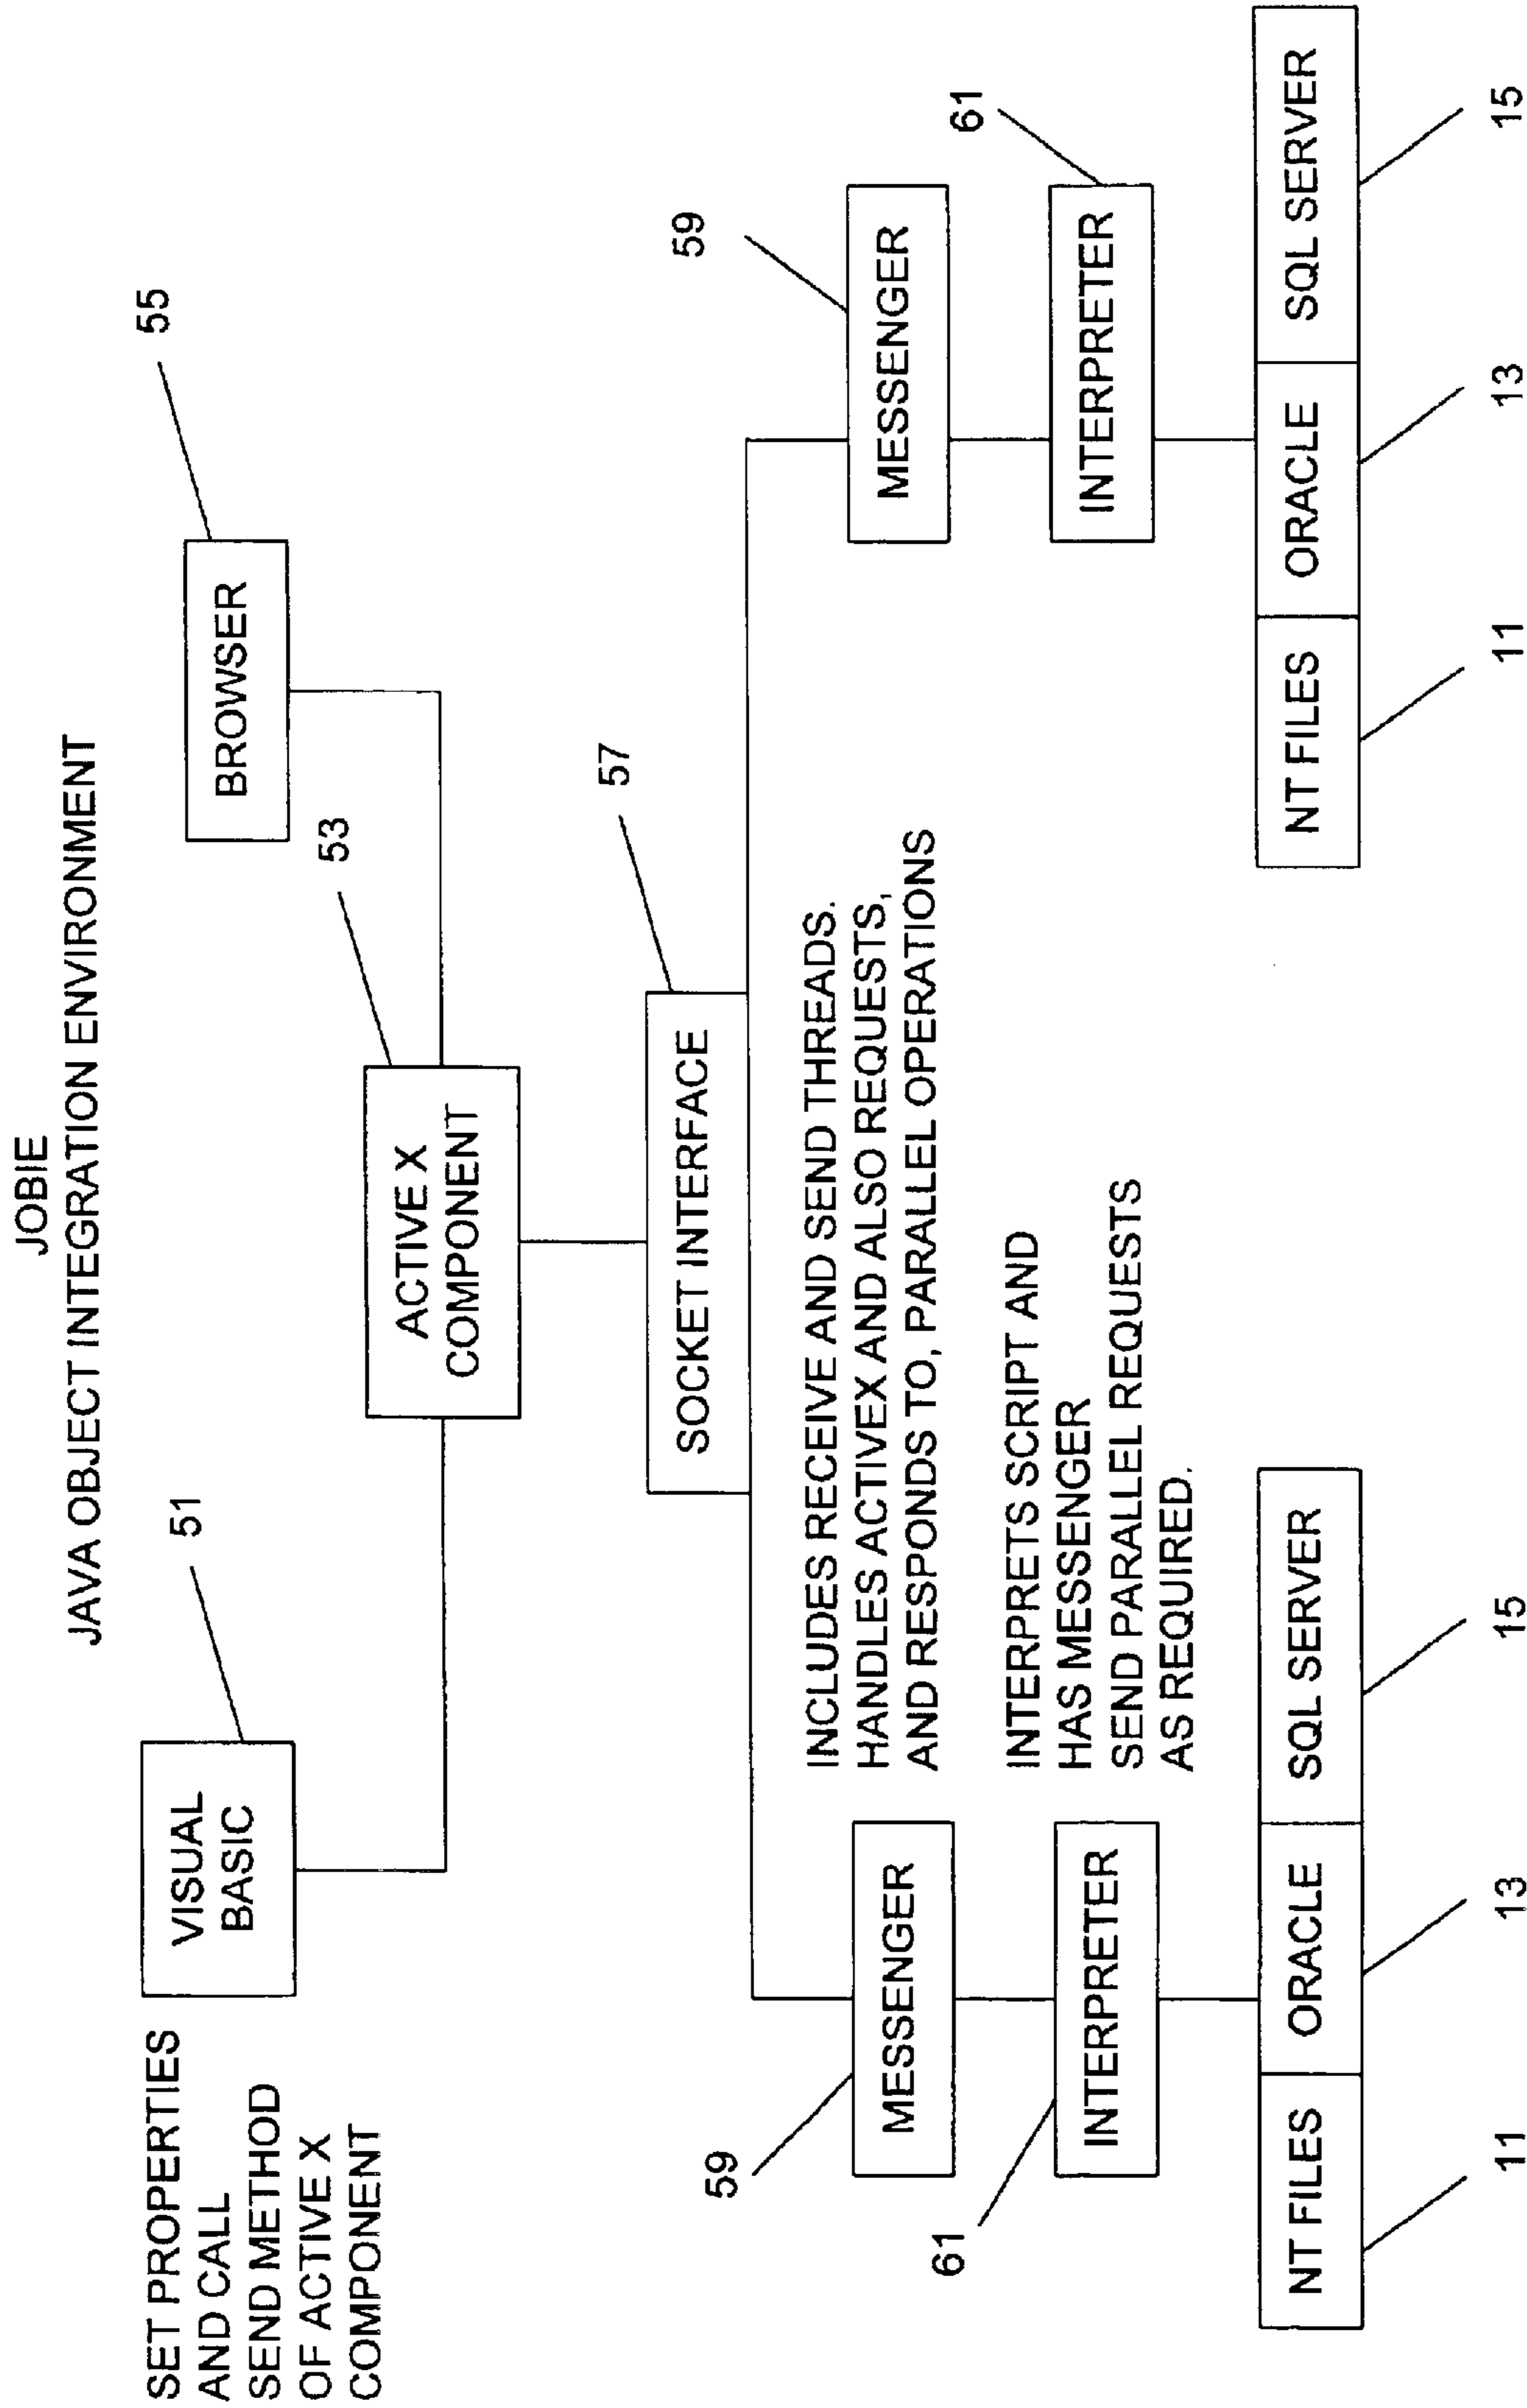 JOBIE
JAVA OBJECT INTEGRATION ENVIRONMENT
SET PROPERTIES
AND CALL
SEND METHOD
OF ACTIVE X
COMPONENT
VISUAL
BASIC
51
BROWSER
55
ACTIVE X
COMPONENT
53
SOCKET INTERFACE
57
INCLUDES RECEIVE AND SEND THREADS.
HANDLES ACTIVEX AND ALSO REQUESTS,
AND RESPONDS TO, PARALLEL OPERATIONS
INTERPRETS SCRIPT AND
HAS MESSENGER
SEND PARALLEL REQUESTS
AS REQUIRED.
59
MESSENGER
61
INTERPRETER
NT FILES
ORACLE
SQL SERVER
11
13
15
MESSENGER
59
INTERPRETER
61
NT FILES
ORACLE
SQL SERVER
11
13
15